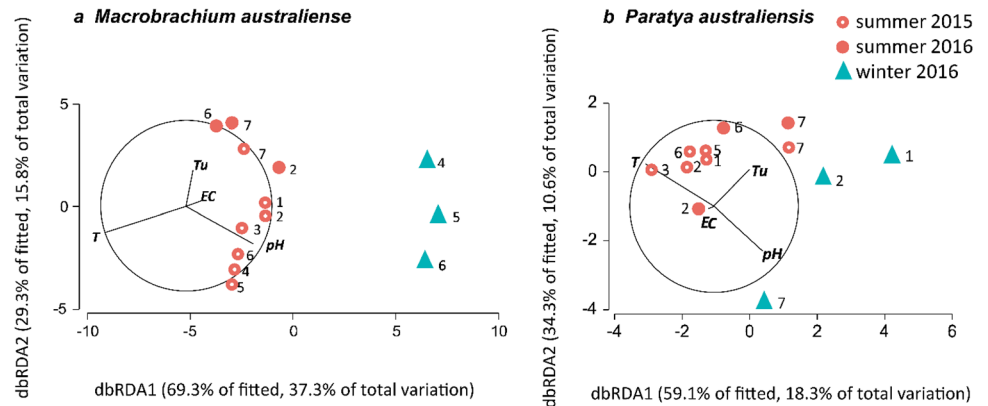 a Macrobrachium australiense
b Paratya australiensis
summer 2015
summer 2016
winter 2016
dbRDA2 (29.3% of fitted, 15.8% of total variation)
5
0
-5
-10
-5
0
5
10
6
7
7
2
1
2
3
6
4
5
4
5
6
Tu
EC
T
pH
dbRDA1 (69.3% of fitted, 37.3% of total variation)
dbRDA2 (34.3% of fitted, 10.6% of total variation)
2
0
-2
-4
-4
-2
0
2
4
6
7
6
7
6
5
1
2
3
2
1
2
7
T
Tu
EC
pH
dbRDA1 (59.1% of fitted, 18.3% of total variation)